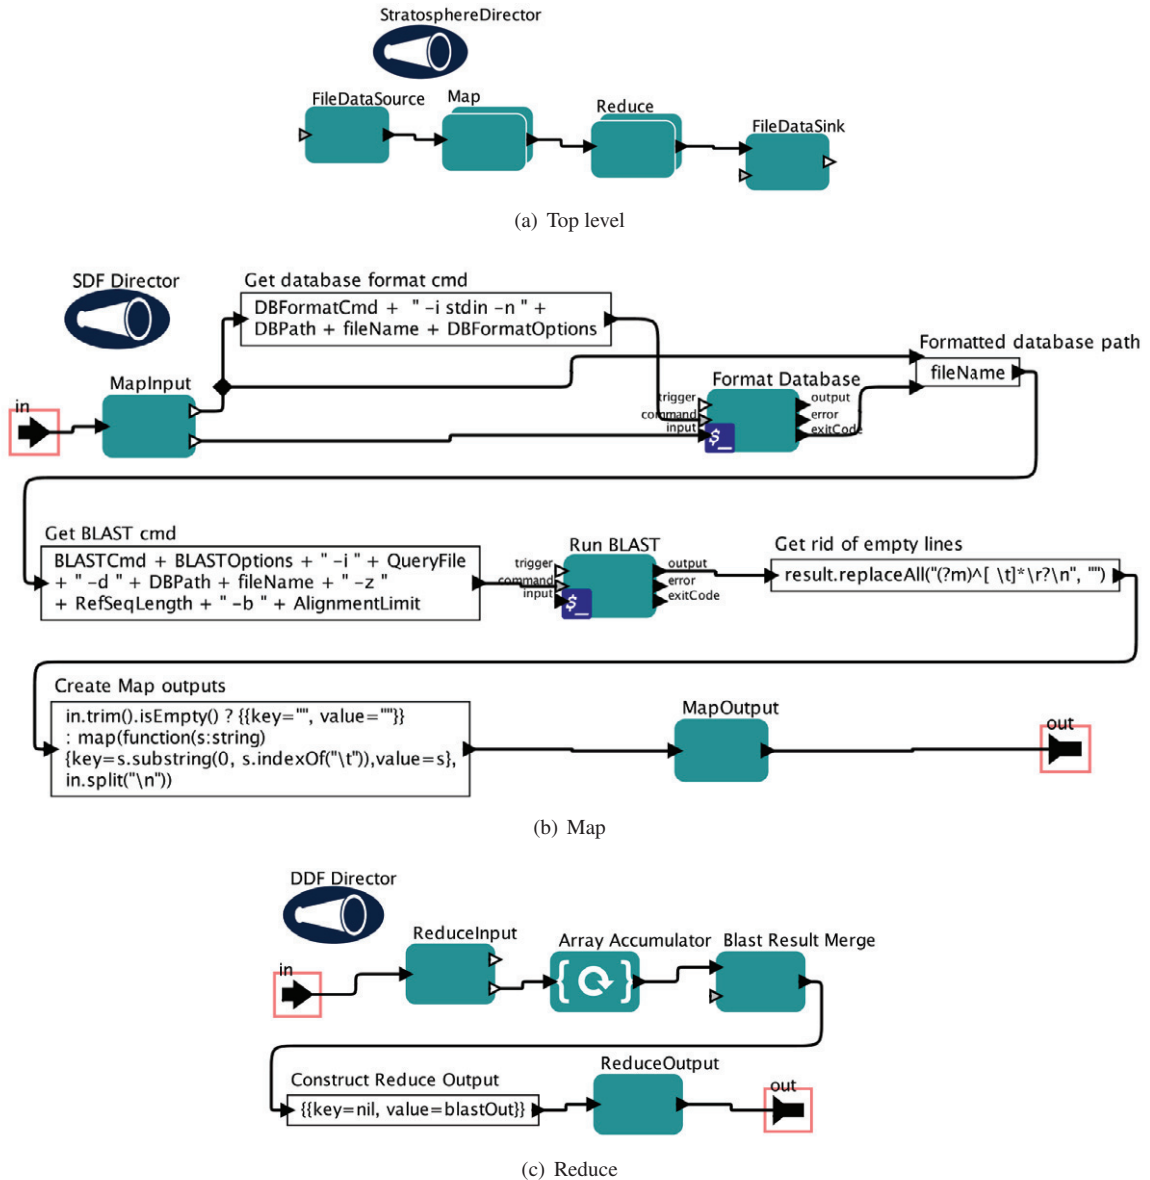 StratosphereDirector
FileDataSource
Map
Reduce
FileDataSink
(a) Top level
SDF Director
Get database format cmd
DBFormatCmd + " -i stdin -n " +
DBPath + fileName + DBFormatOptions
Formatted database path
fileName
MapInput
in
Format Database
trigger
command
input
output
error
exitCode
$_
Get BLAST cmd
BLASTCmd + BLASTOptions + " -i " + QueryFile
+ " -d " + DBPath + fileName + " -z "
+ RefSeqLength + " -b " + AlignmentLimit
Run BLAST
trigger
command
input
output
error
exitCode
$_
Get rid of empty lines
result.replaceAll("(?m)^[ \t]*\r?\n", "")
Create Map outputs
in.trim().isEmpty() ? {{key="", value=""}}
: map(function(s:string)
{key=s.substring(0, s.indexOf("\t")),value=s},
in.split("\n"))
MapOutput
out
(b) Map
DDF Director
in
ReduceInput
Array Accumulator
Blast Result Merge
Construct Reduce Output
{{key=nil, value=blastOut}}
ReduceOutput
out
(c) Reduce